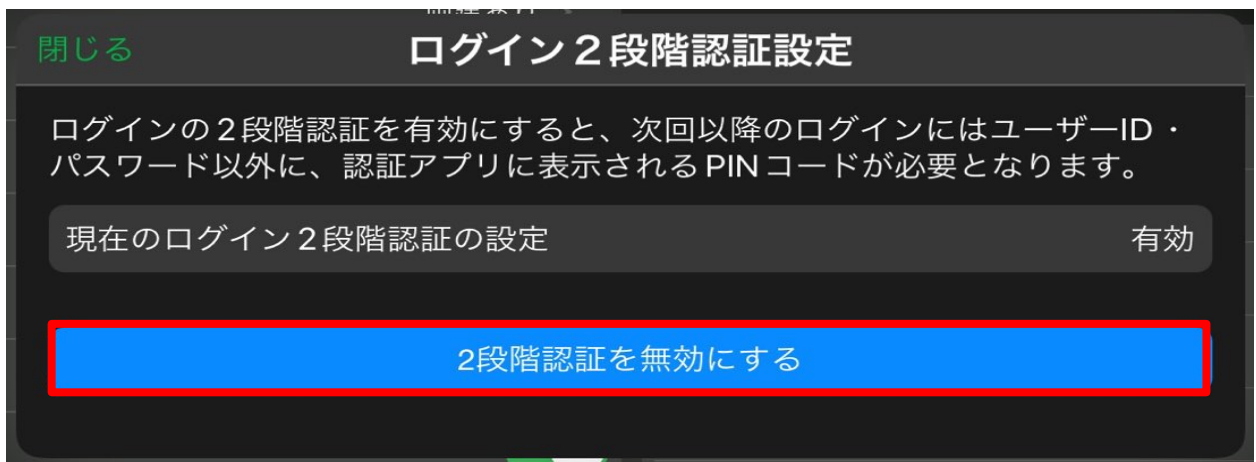 閉じる
ログイン２段階認証設定
ログインの２段階認証を有効にすると、次回以降のログインにはユーザーID・
パスワード以外に、認証アプリに表示されるPINコードが必要となります。
現在のログイン２段階認証の設定
有効
2段階認証を無効にする